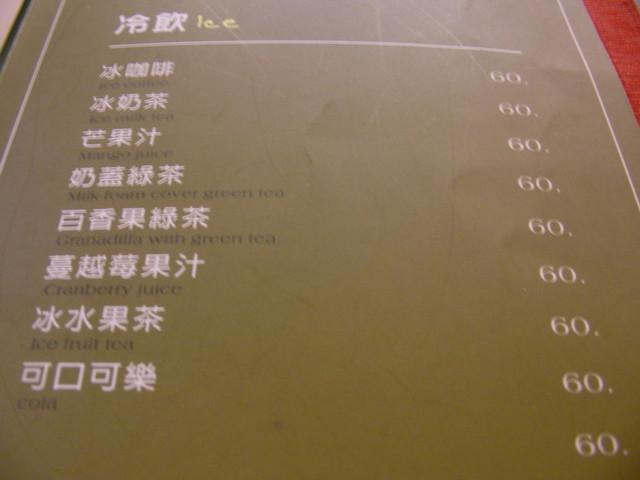 冷飲 Ice
冰咖啡 60.
Ice coffee
冰奶茶 60.
Ice milk tea
芒果汁 60.
Mango juice
奶蓋綠茶 60.
Milk foam cover green tea
百香果綠茶 60.
Granadilla with green tea
蔓越莓果汁 60.
Cranberry juice
冰水果茶 60.
Ice fruit tea
可口可樂 60.
cola
60.